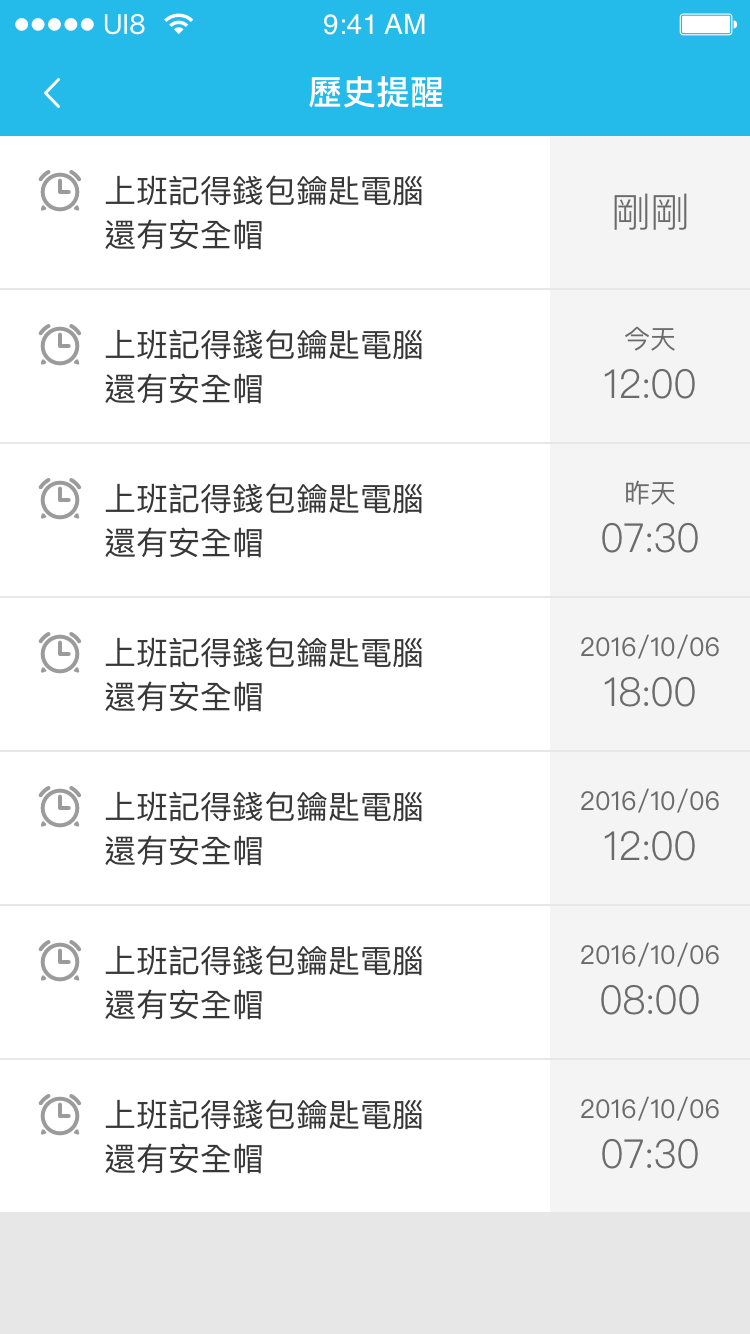 UI8 9:41 AM
歷史提醒
上班記得錢包鑰匙電腦
還有安全帽
剛剛
上班記得錢包鑰匙電腦
還有安全帽
今天
12:00
上班記得錢包鑰匙電腦
還有安全帽
昨天
07:30
上班記得錢包鑰匙電腦
還有安全帽
2016/10/06
18:00
上班記得錢包鑰匙電腦
還有安全帽
2016/10/06
12:00
上班記得錢包鑰匙電腦
還有安全帽
2016/10/06
08:00
上班記得錢包鑰匙電腦
還有安全帽
2016/10/06
07:30